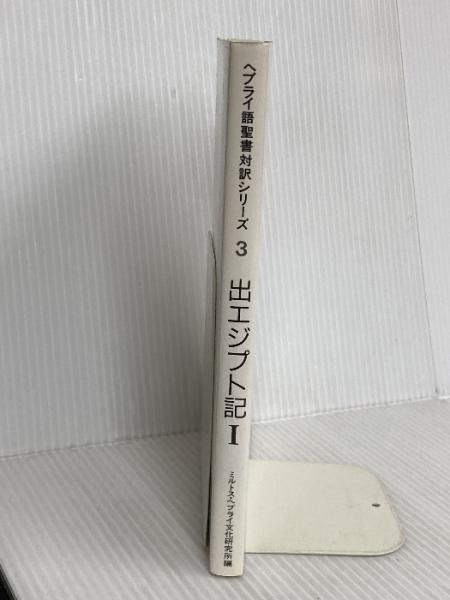 ヘブライ語聖書対訳シリーズ 3
出エジプト記 I
ミルトス・ヘブライ文化研究所編